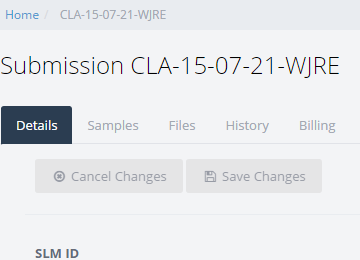 Home / CLA-15-07-21-WJRE
Submission CLA-15-07-21-WJRE
Details Samples Files History Billing
Cancel Changes Save Changes
SLM ID